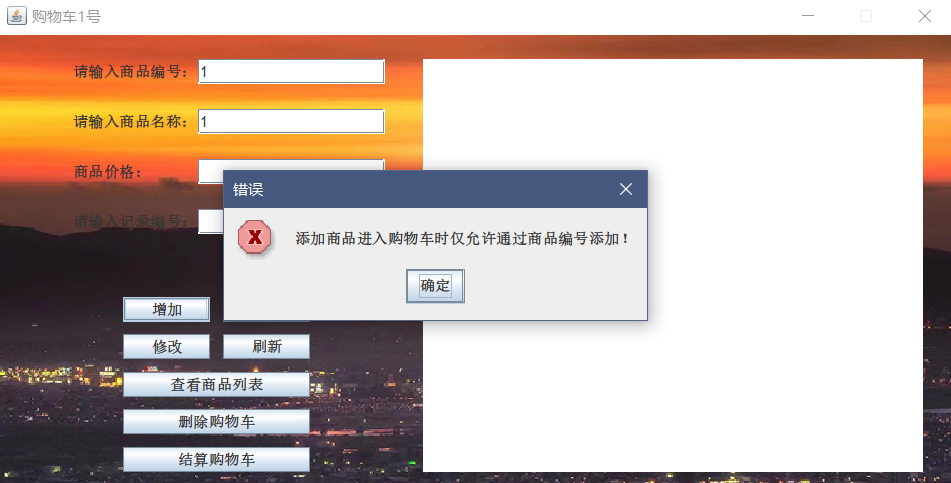 购物车1号
请输入商品编号： 1
请输入商品名称： 1
商品价格：
请输入记录编号：
错误
添加商品进入购物车时仅允许通过商品编号添加！
确定
增加
修改 刷新
查看商品列表
删除购物车
结算购物车